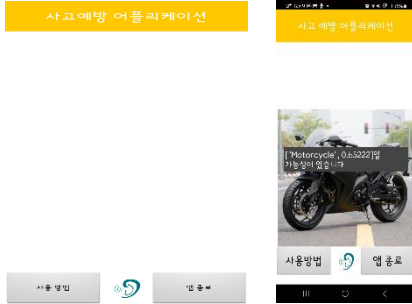 사고예방 어플리케이션
사용 방법
앱 종료
사고 예방 어플리케이션
["Motorcycle", 0.65222]일
가능성이 있습니다
사용방법
앱 종료